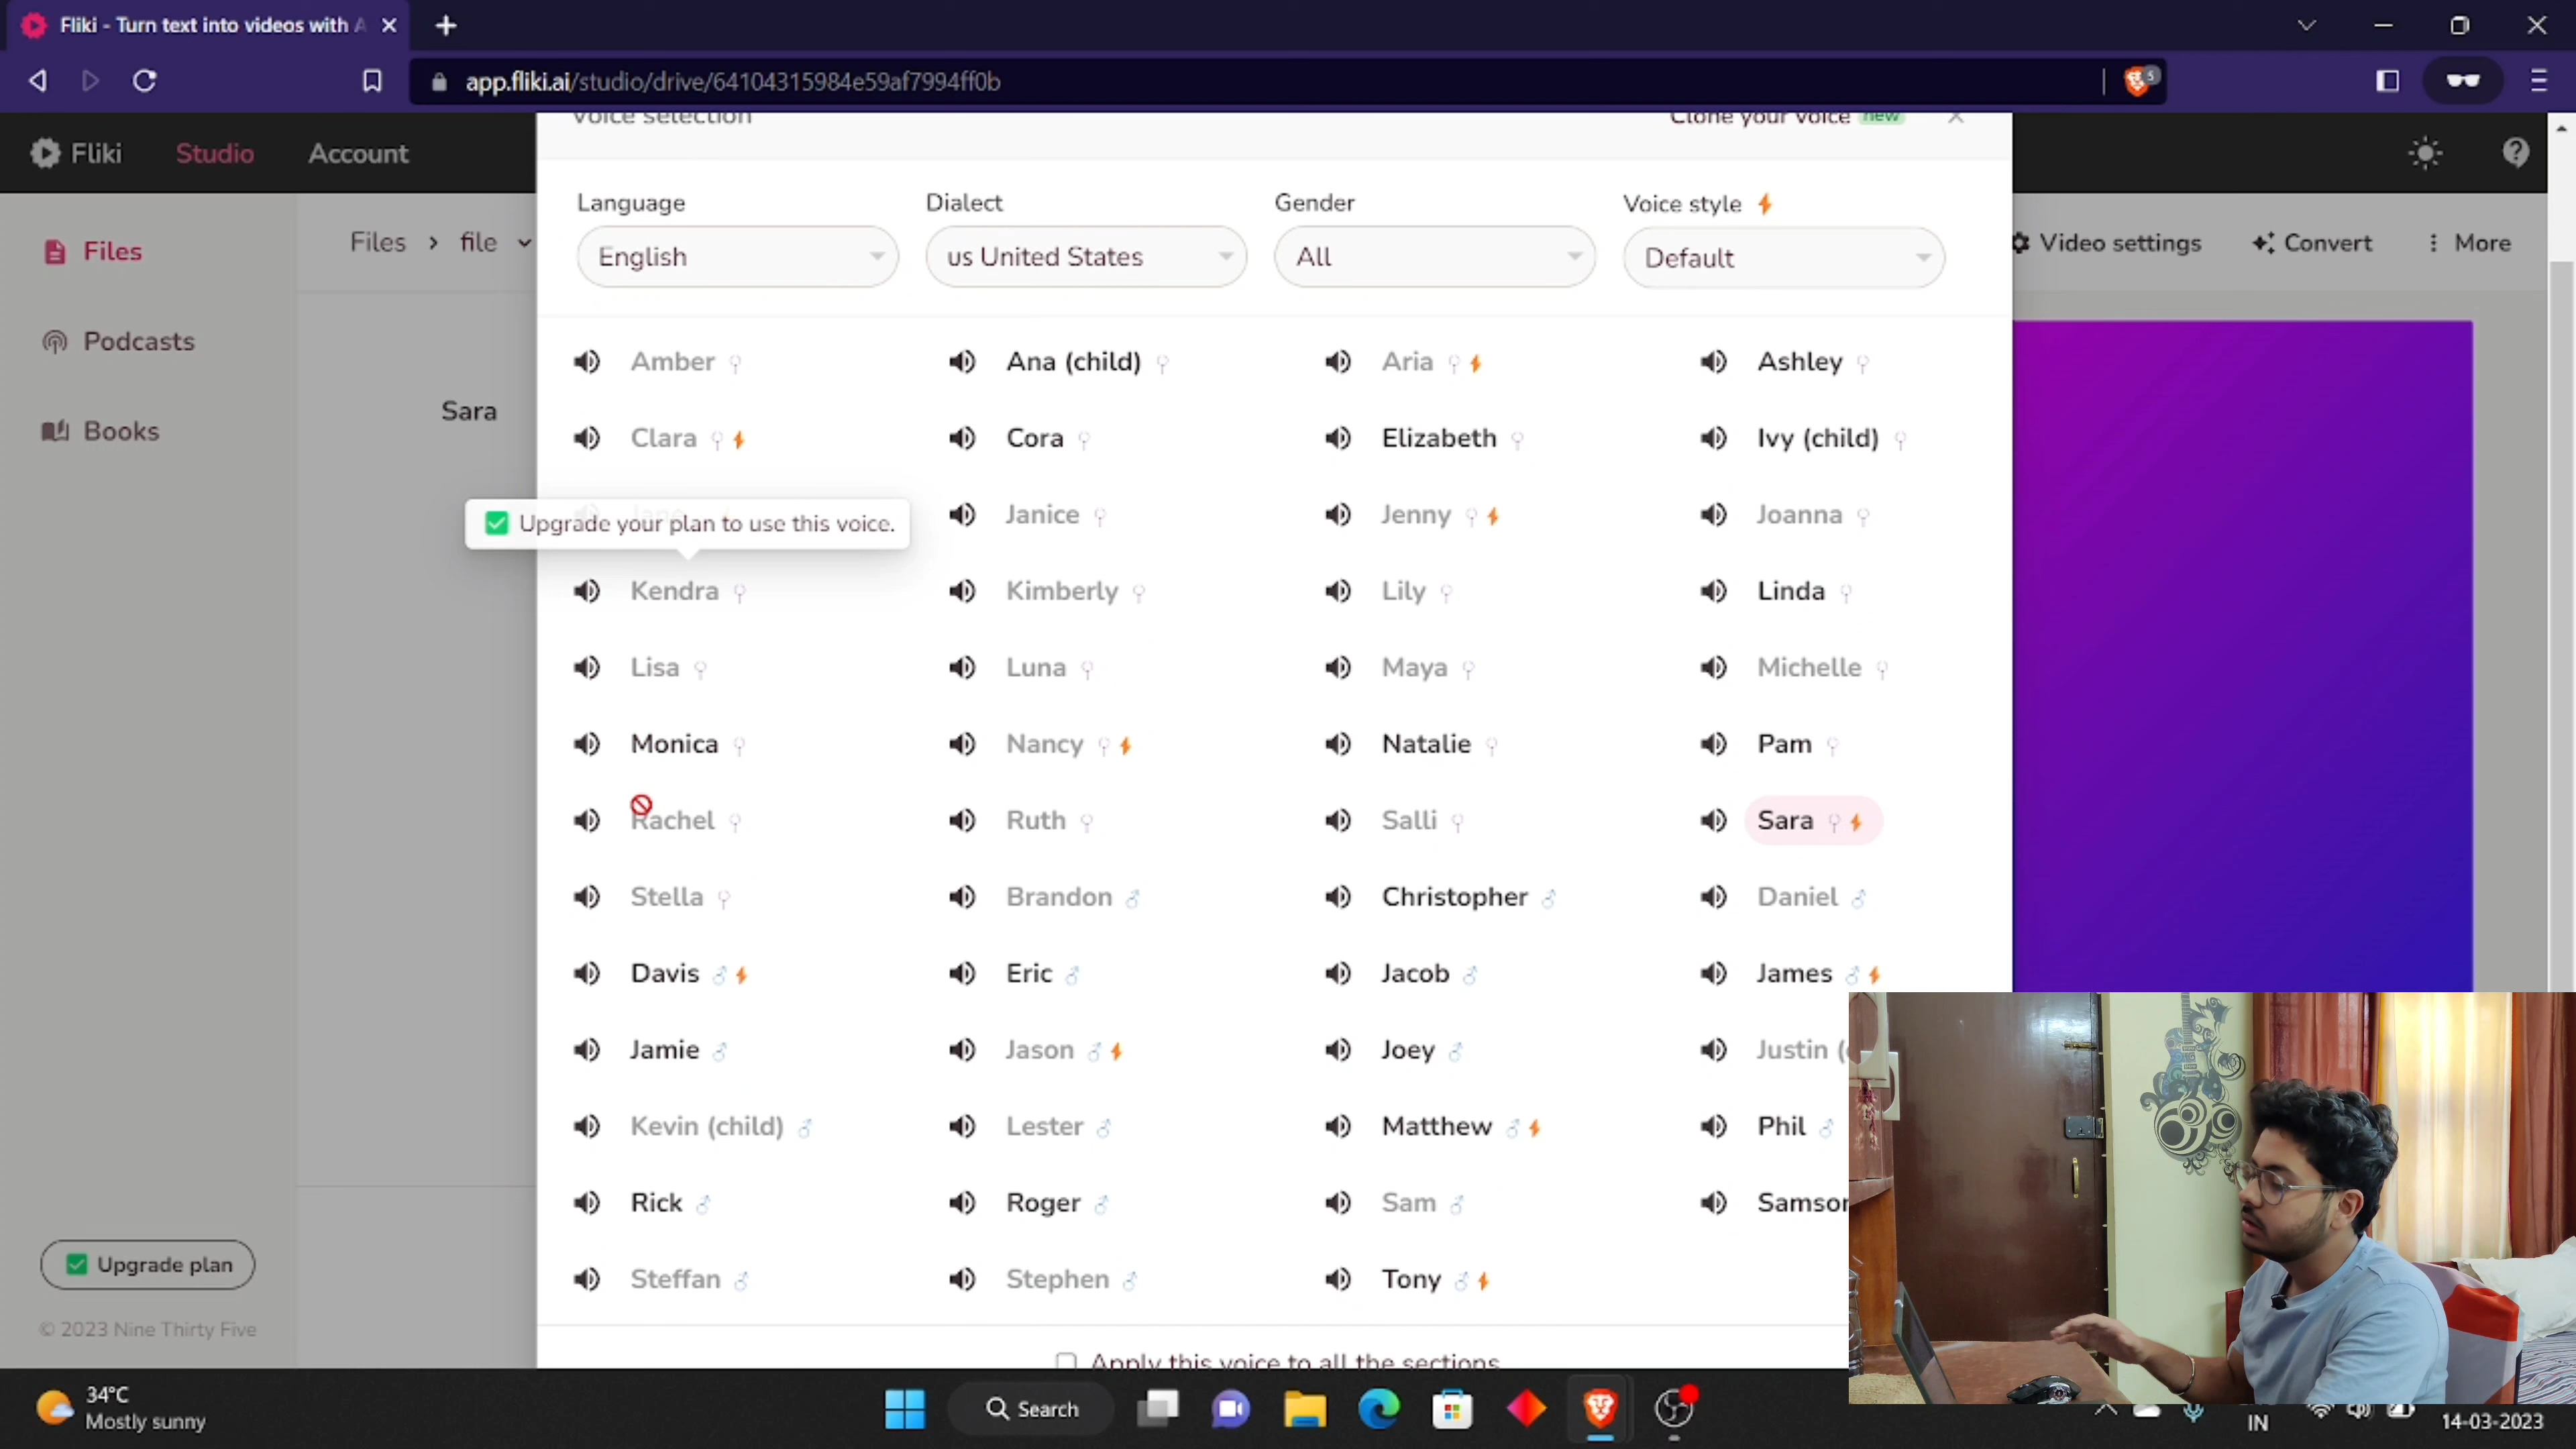 Fliki - Turn text into videos with A
app.fliki.ai/studio/drive/64104315984e59af7994ff0b
5
Fliki Studio Account
Voice selection Clone your voice new
Language Dialect Gender Voice style
English us United States All Default
Files Podcasts Books
Files > file
Video settings Convert More
Sara
Amber Ana (child) Aria Ashley
Clara Cora Elizabeth Ivy (child)
Upgrade your plan to use this voice.
Janice Jenny Joanna
Kendra Kimberly Lily Linda
Lisa Luna Maya Michelle
Monica Nancy Natalie Pam
Rachel Ruth Salli Sara
Stella Brandon Christopher Daniel
Davis Eric Jacob James
Jamie Jason Joey Justin (
Kevin (child) Lester Matthew Phil
Rick Roger Sam Samson
Steffan Stephen Tony
Apply this voice to all the sections
Upgrade plan
© 2023 Nine Thirty Five
34°C
Mostly sunny
Search
IN
14-03-2023